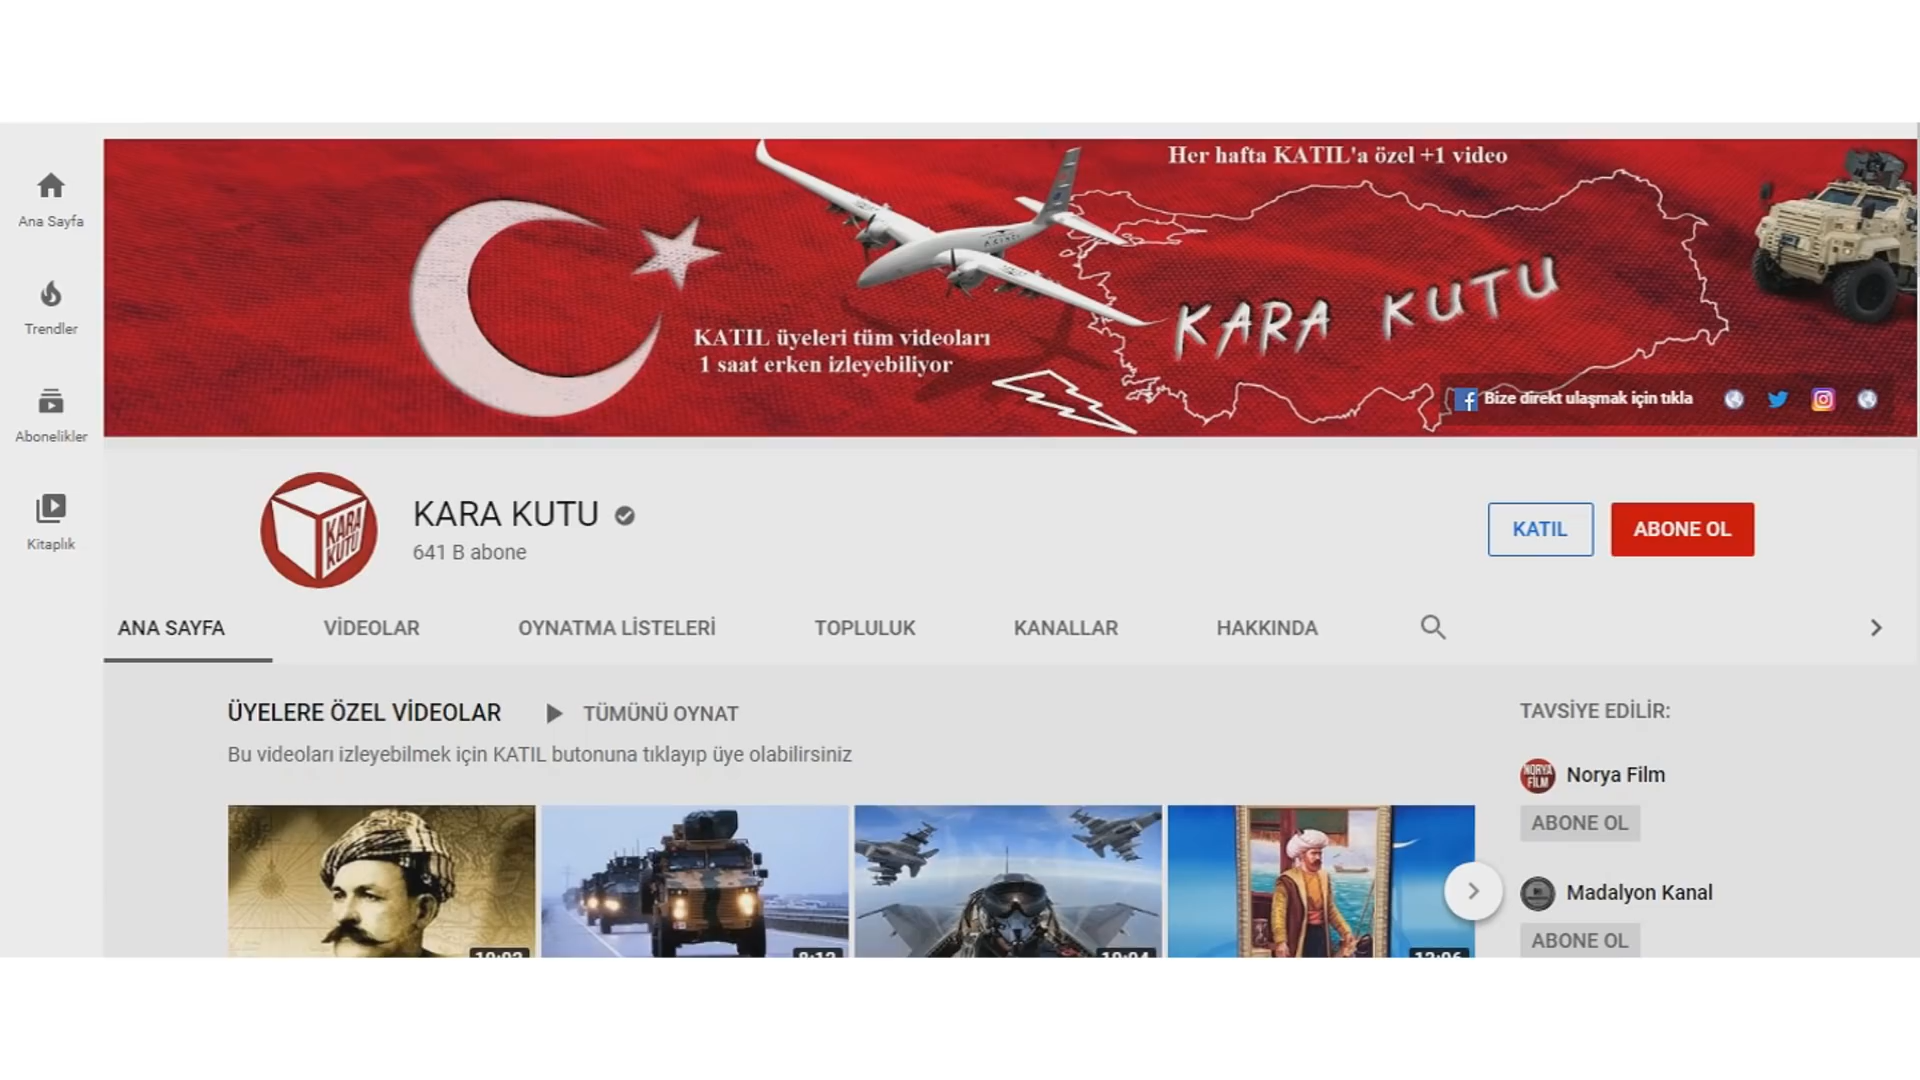 Her hafta KATIL'a özel +1 video
KARA KUTU
KATIL üyeleri tüm videoları
1 saat erken izleyebiliyor
Bize direkt ulaşmak için tıkla
Ana Sayfa
Trendler
Abonelikler
Kitaplık
KARA KUTU
KARA KUTU
641 B abone
KATIL
ABONE OL
ANA SAYFA VİDEOLAR OYNATMA LİSTELERİ TOPLULUK KANALLAR HAKKINDA
ÜYELERE ÖZEL VİDEOLAR TÜMÜNÜ OYNAT
Bu videoları izleyebilmek için KATIL butonuna tıklayıp üye olabilirsiniz
TAVSİYE EDİLİR:
NORYA FİLM
Norya Film
ABONE OL
Madalyon Kanal
ABONE OL